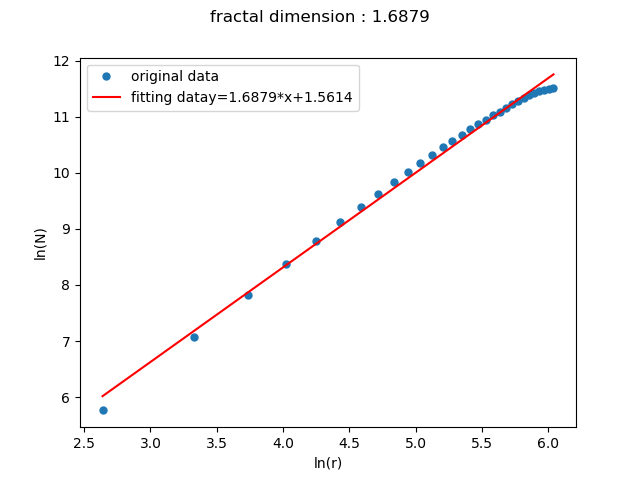 fractal dimension : 1.6879
original data
fitting datay=1.6879*x+1.5614
12
11
10
9
8
7
6
ln(N)
2.5 3.0 3.5 4.0 4.5 5.0 5.5 6.0
ln(r)